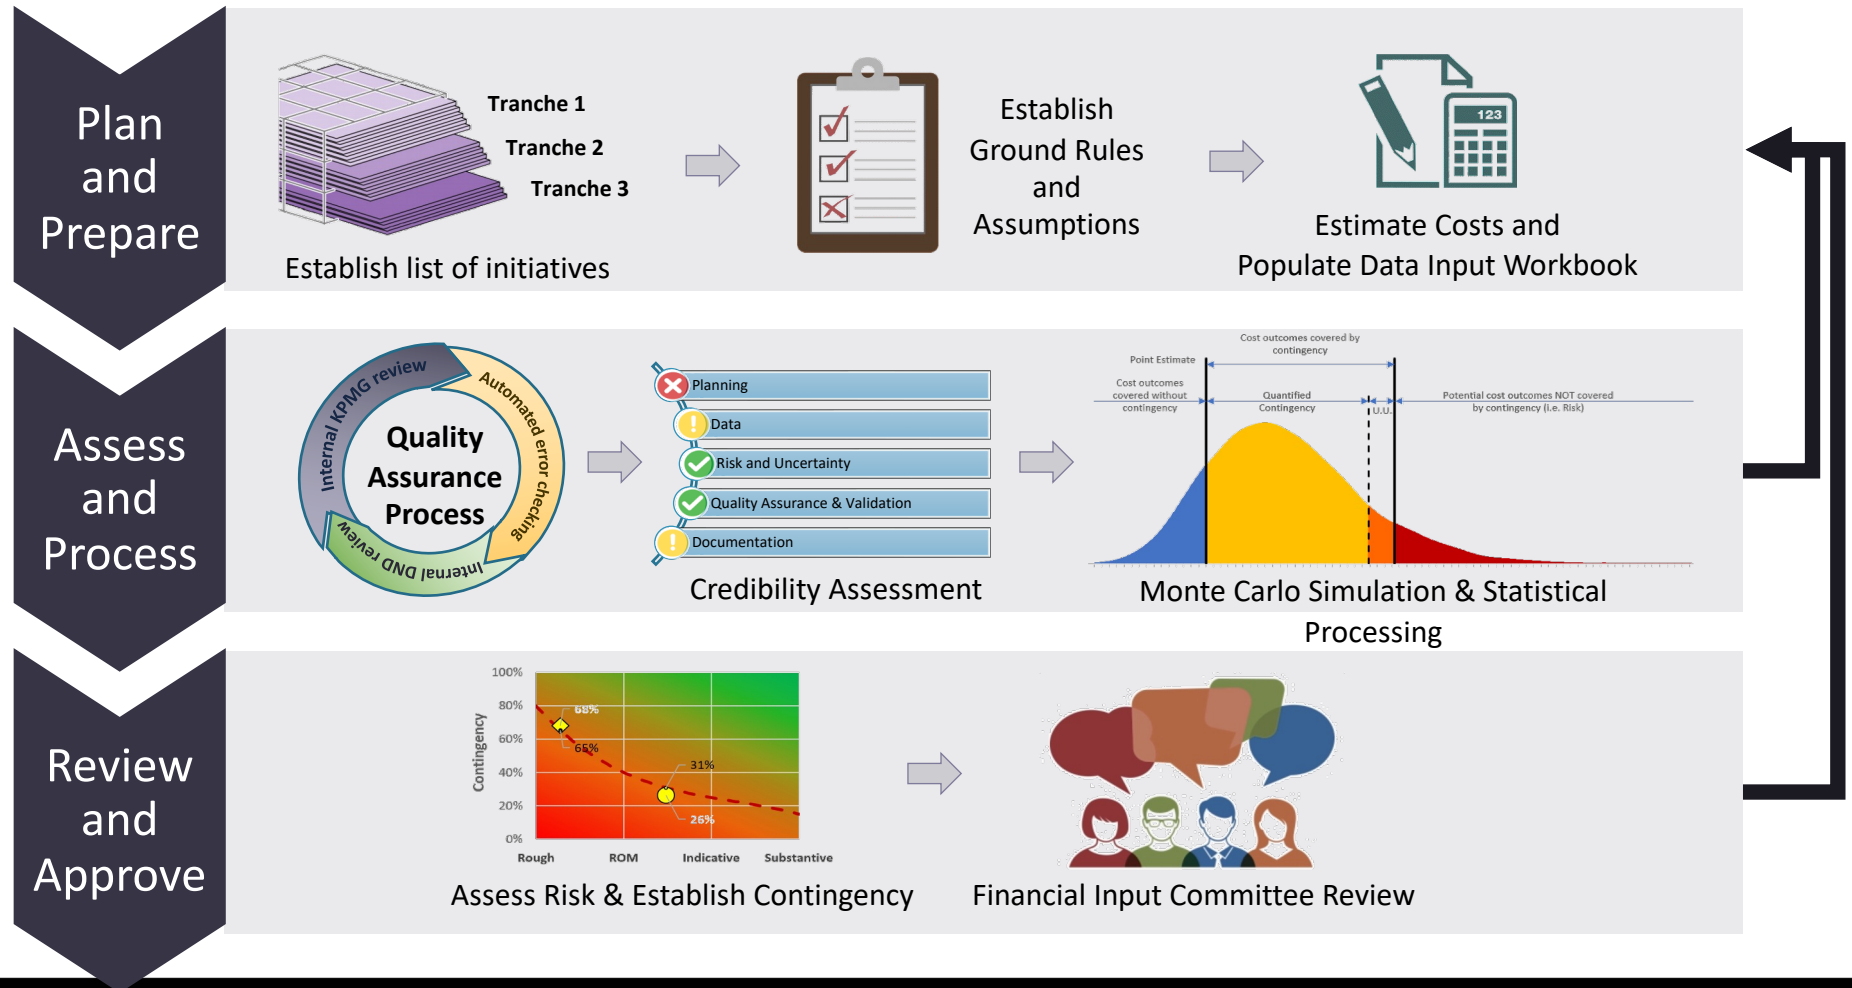 Plan
and
Prepare
Tranche 1
Tranche 2
Tranche 3
Establish list of initiatives
Establish
Ground Rules
and
Assumptions
123
Estimate Costs and
Populate Data Input Workbook
Assess
and
Process
Internal KPMG review
Automated error checking
Internal DND review
Quality
Assurance
Process
Planning
Data
Risk and Uncertainty
Quality Assurance & Validation
Documentation
Credibility Assessment
Cost outcomes covered by
contingency
Point Estimate
Cost outcomes
covered without
contingency
Quantified
Contingency
U.U.
Potential cost outcomes NOT covered
by contingency (i.e. Risk)
Monte Carlo Simulation & Statistical
Processing
Review
and
Approve
Contingency
100%
80%
60%
40%
20%
0%
68%
65%
31%
26%
Rough
ROM
Indicative
Substantive
Assess Risk & Establish Contingency
Financial Input Committee Review